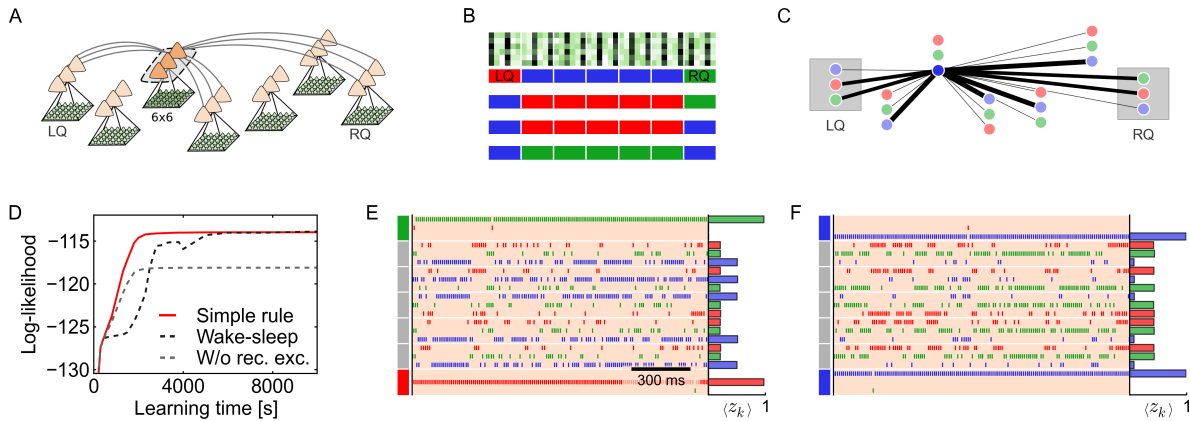 A
LQ
6x6
RQ
B
LQ
RQ
C
LQ
RQ
D
Log-likelihood
−115
−120
−125
−130
0
4000
8000
Learning time [s]
Simple rule
Wake-sleep
W/o rec. exc.
E
300 ms
⟨z_k⟩ 1
F
⟨z_k⟩ 1